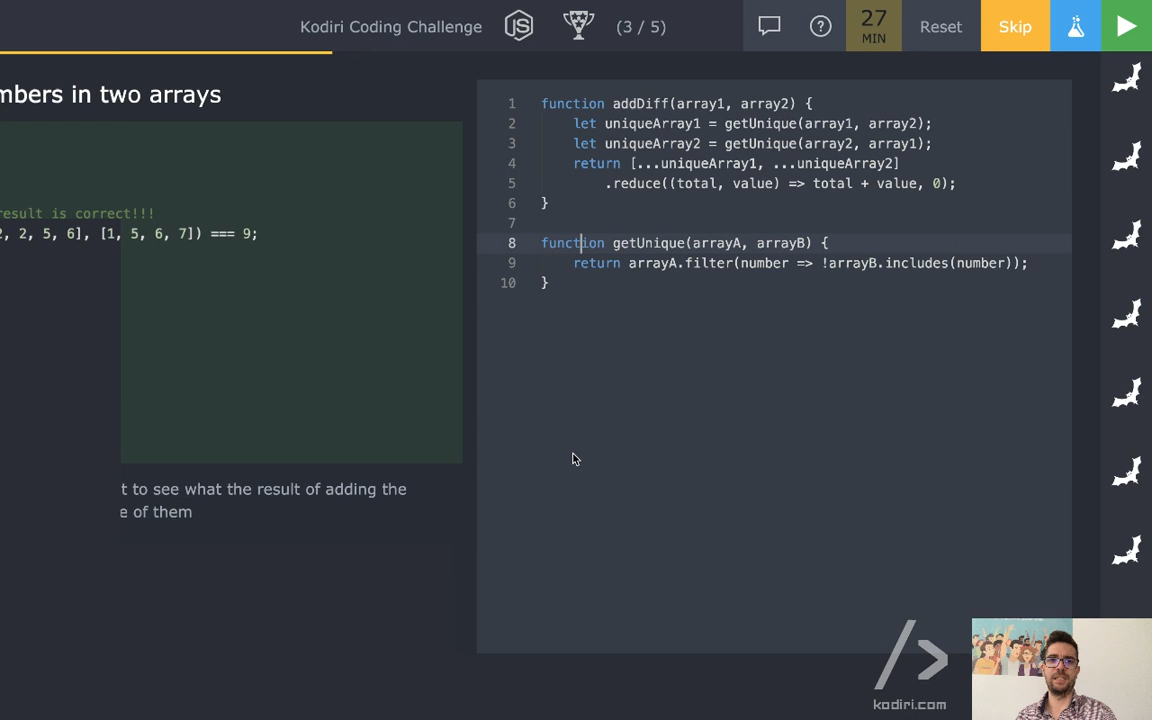 Kodiri Coding Challenge
JS
(3 / 5)
27
MIN
Reset
Skip
mbers in two arrays
result is correct!!!
2, 2, 5, 6], [1, 5, 6, 7]) === 9;
t to see what the result of adding the
e of them
1 function addDiff(array1, array2) {
2 let uniqueArray1 = getUnique(array1, array2);
3 let uniqueArray2 = getUnique(array2, array1);
4 return [...uniqueArray1, ...uniqueArray2]
5 .reduce((total, value) => total + value, 0);
6 }
7
8 function getUnique(arrayA, arrayB) {
9 return arrayA.filter(number => !arrayB.includes(number));
10 }
/>
kodiri.com